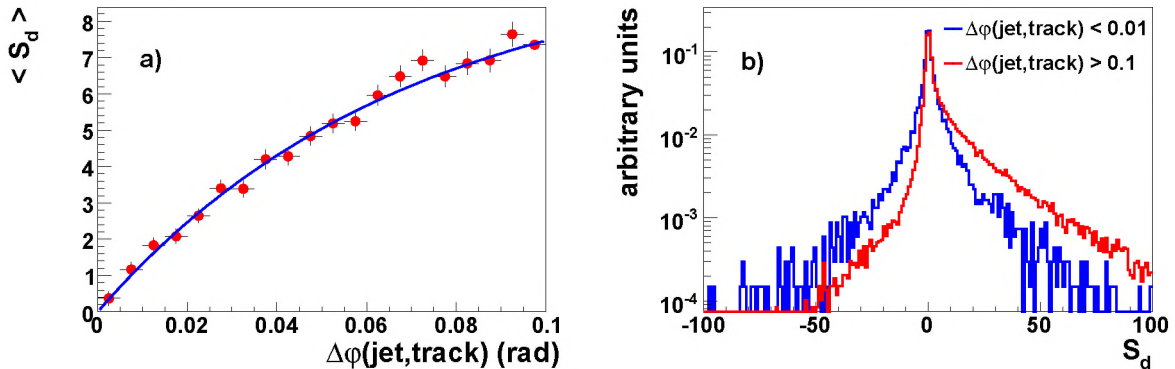 < S_d >
8
7
6
5
4
3
2
1
0
a)
0 0.02 0.04 0.06 0.08 0.1
Δφ(jet,track) (rad)
arbitrary units
10^-1
10^-2
10^-3
10^-4
b)
Δφ(jet,track) < 0.01
Δφ(jet,track) > 0.1
-100 -50 0 50 100
S_d